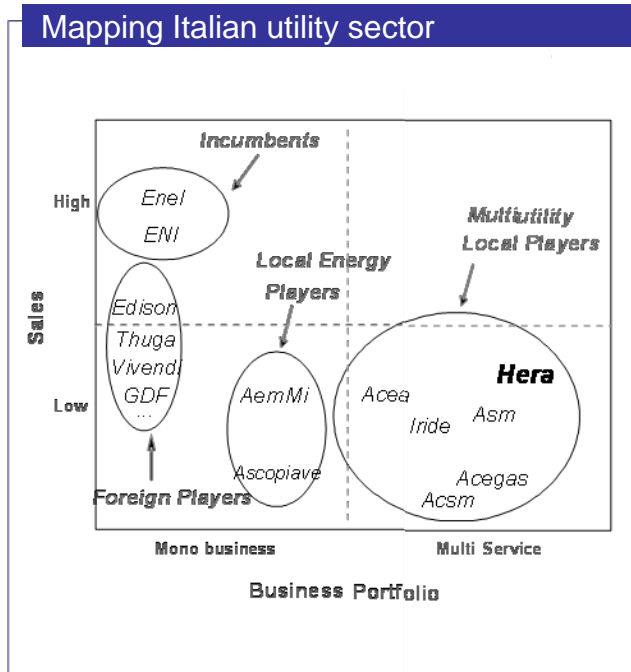 Mapping Italian utility sector
Incumbents
High
Enel
ENI
Multiutility
Local Players
Local Energy
Players
Sales
Edison
Thuga
Vivendi
GDF
...
Low
AemMi
Ascopiave
Hera
Acea
Iride
Asm
Acegas
Acsm
Foreign Players
Mono business
Multi Service
Business Portfolio